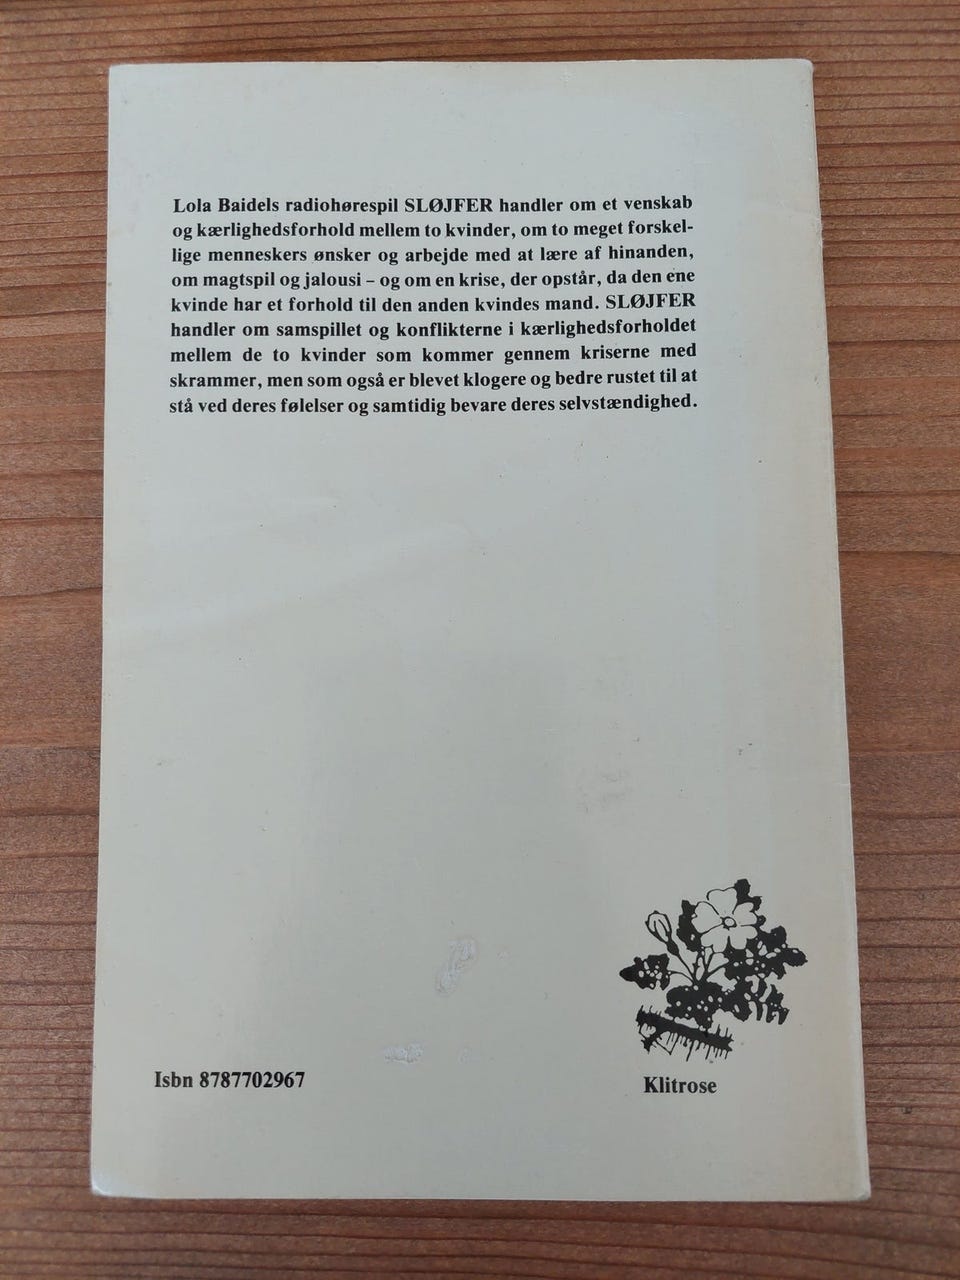 Lola Baidels radiohørespil SLØJFER handler om et venskab
og kærlighedsforhold mellem to kvinder, om to meget forskel-
lige menneskers ønsker og arbejde med at lære af hinanden,
om magtspil og jalousi – og om en krise, der opstår, da den ene
kvinde har et forhold til den anden kvindes mand. SLØJFER
handler om samspillet og konflikterne i kærlighedsforholdet
mellem de to kvinder som kommer gennem kriserne med
skrammer, men som også er blevet klogere og bedre rustet til at
stå ved deres følelser og samtidig bevare deres selvstændighed.
Isbn 8787702967
Klitrose